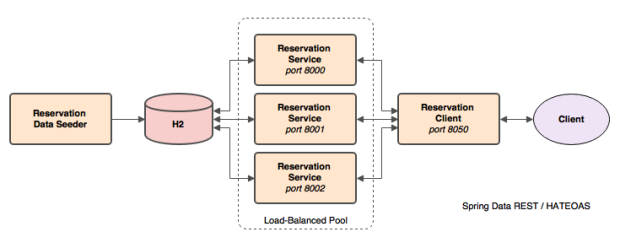 Reservation
Service
port 8000
Reservation
Data Seeder
H2
Reservation
Service
port 8001
Reservation
Client
port 8050
Client
Reservation
Service
port 8002
Spring Data REST / HATEOAS
Load-Balanced Pool